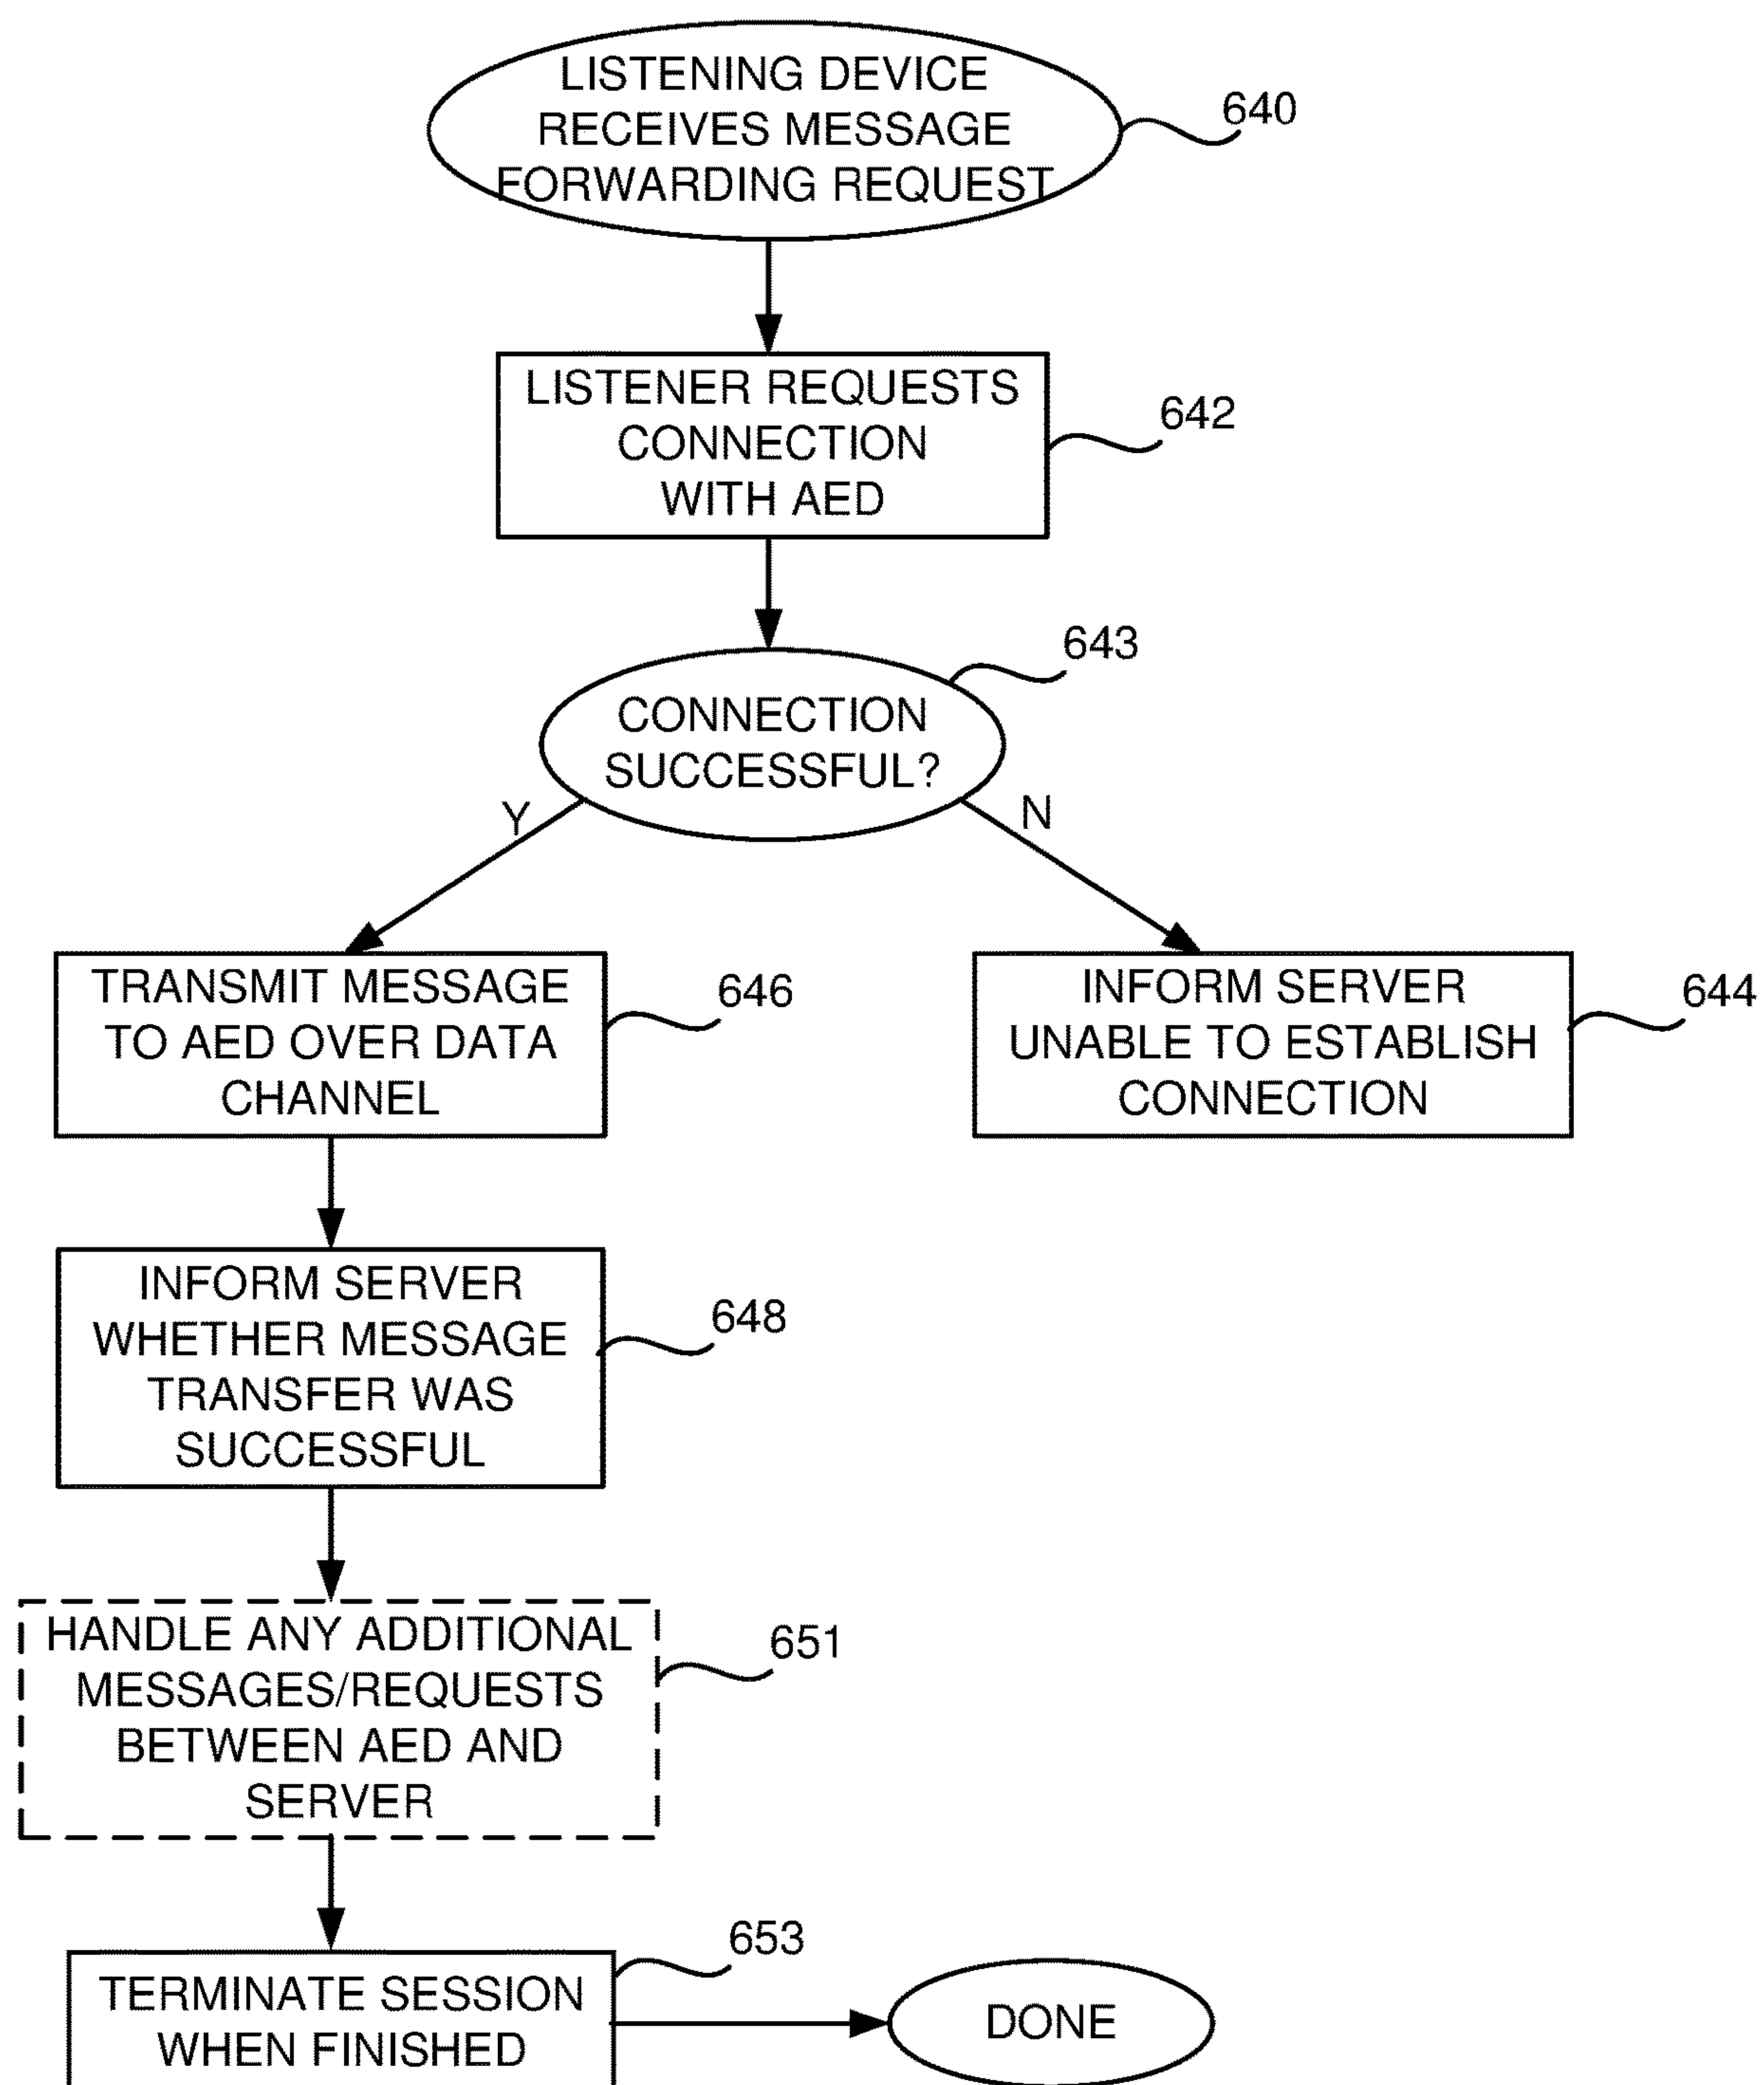 LISTENING DEVICE
RECEIVES MESSAGE
FORWARDING REQUEST
640
LISTENER REQUESTS
CONNECTION
WITH AED
642
643
CONNECTION
SUCCESSFUL?
Y
N
TRANSMIT MESSAGE
TO AED OVER DATA
CHANNEL
646
INFORM SERVER
UNABLE TO ESTABLISH
CONNECTION
644
INFORM SERVER
WHETHER MESSAGE
TRANSFER WAS
SUCCESSFUL
648
HANDLE ANY ADDITIONAL
MESSAGES/REQUESTS
BETWEEN AED AND
SERVER
651
653
TERMINATE SESSION
WHEN FINISHED
DONE